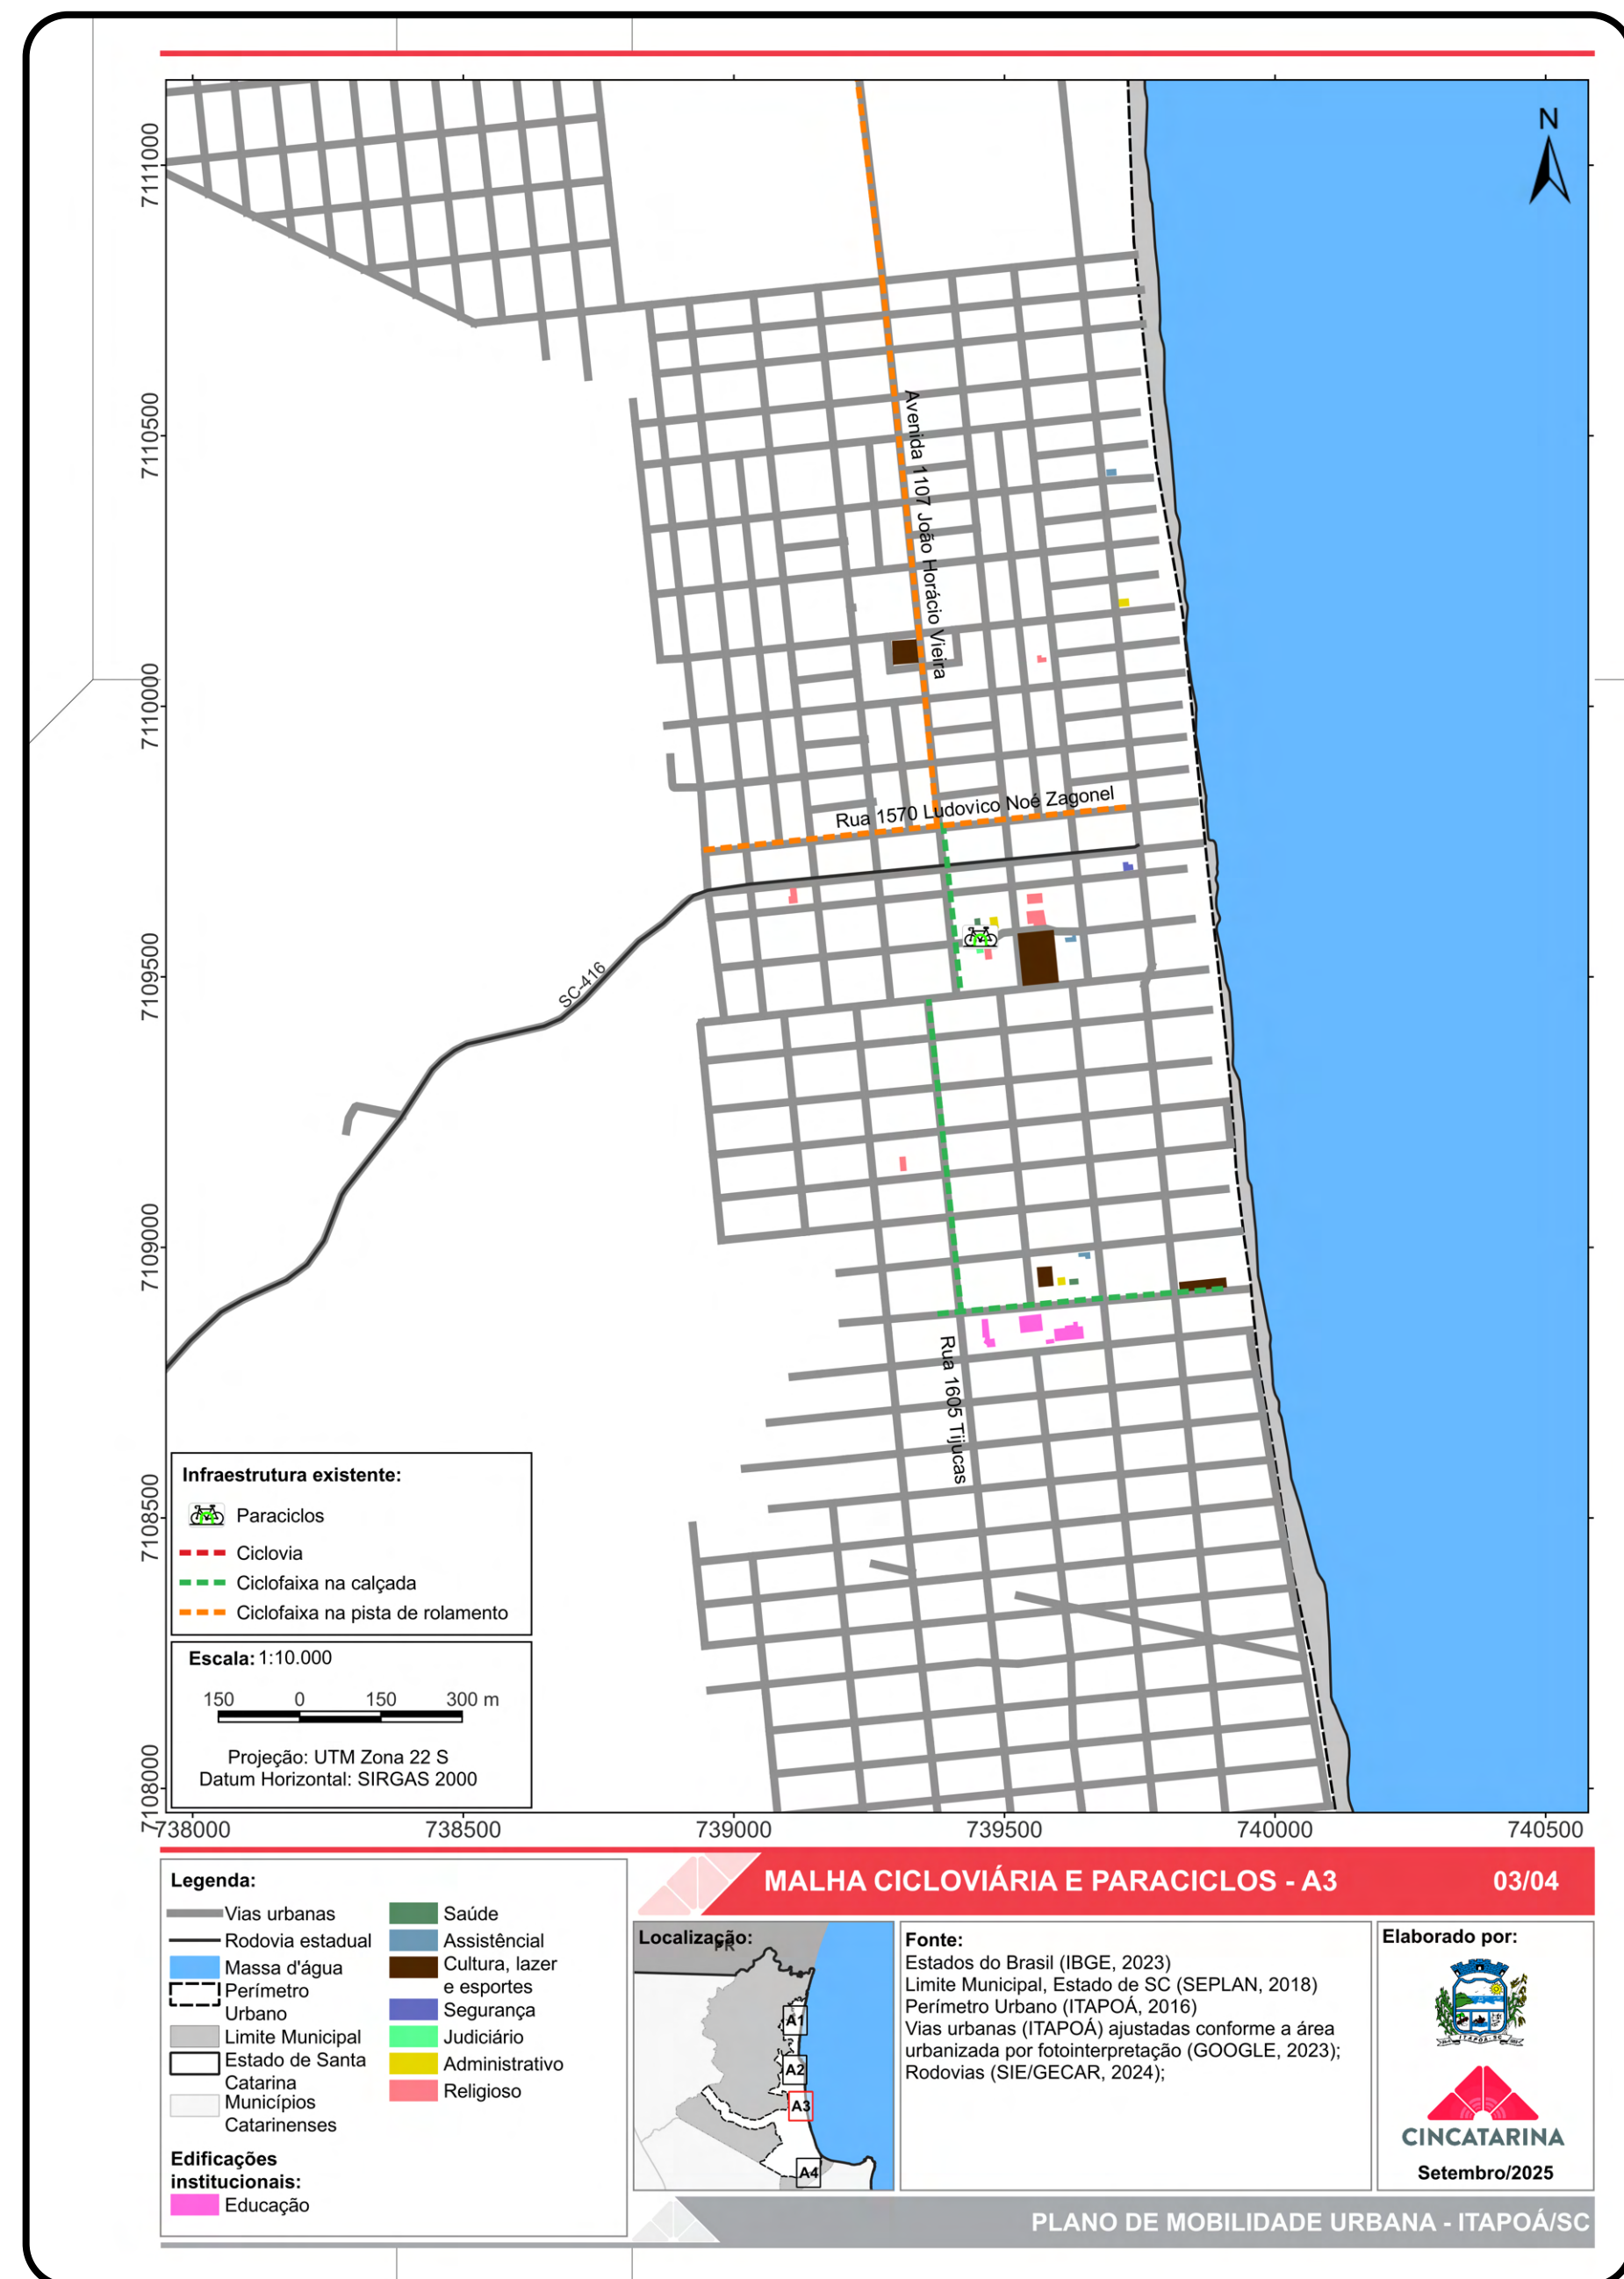 N
7111000
7110500
7110000
7109500
7109000
7108500
7108000
Avenida 1107 João Horácio Vieira
Rua 1570 Ludovico Noé Zagonel
SC-416
Rua 1605 Tijucas
Infraestrutura existente:
Paraciclos
Ciclovia
Ciclofaixa na calçada
Ciclofaixa na pista de rolamento
Escala: 1:10.000
150 0 150 300 m
Projeção: UTM Zona 22 S
Datum Horizontal: SIRGAS 2000
738000 738500 739000 739500 740000 740500
MALHA CICLOVIÁRIA E PARACICLOS - A3 03/04
Legenda:
Vias urbanas
Rodovia estadual
Massa d'água
Perímetro
Urbano
Limite Municipal
Estado de Santa
Catarina
Municípios
Catarinenses
Edificações
institucionais:
Educação
Saúde
Assistêncial
Cultura, lazer
e esportes
Segurança
Judiciário
Administrativo
Religioso
Localização:
PR
A1
A2
A3
A4
Fonte:
Estados do Brasil (IBGE, 2023)
Limite Municipal, Estado de SC (SEPLAN, 2018)
Perímetro Urbano (ITAPOÁ, 2016)
Vias urbanas (ITAPOÁ) ajustadas conforme a área
urbanizada por fotointerpretação (GOOGLE, 2023);
Rodovias (SIE/GECAR, 2024);
Elaborado por:
ITAPOÁ-SC
CINCATARINA
Setembro/2025
PLANO DE MOBILIDADE URBANA - ITAPOÁ/SC